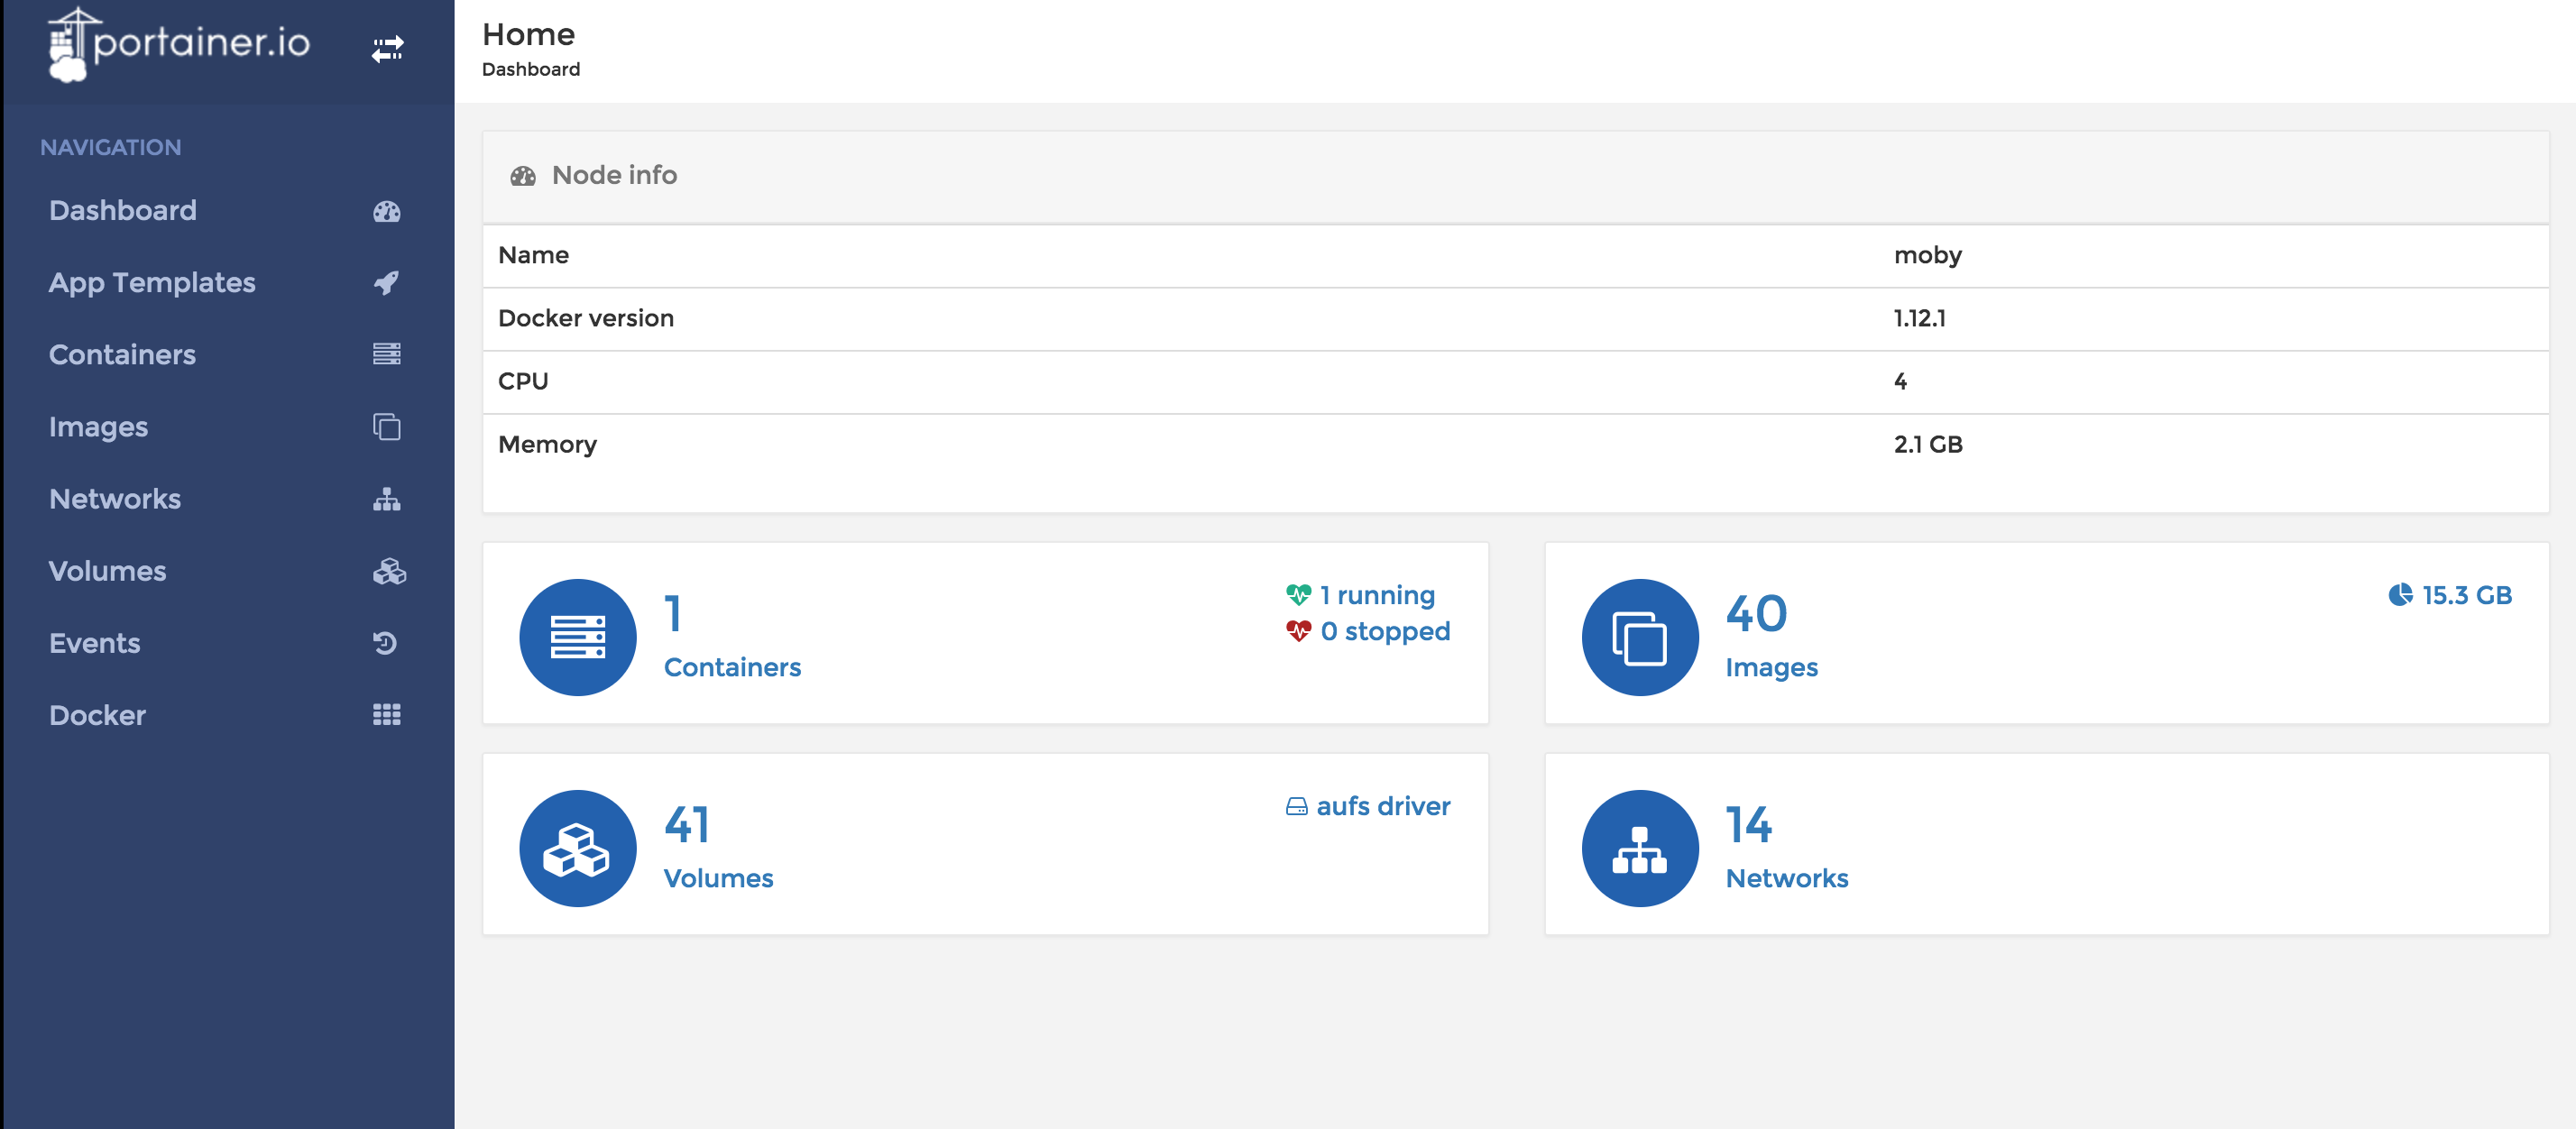 portainer.io
Home
Dashboard
NAVIGATION
Dashboard
App Templates
Containers
Images
Networks
Volumes
Events
Docker
Node info
Name moby
Docker version 1.12.1
CPU 4
Memory 2.1 GB
1
Containers
1 running
0 stopped
40
Images
15.3 GB
41
Volumes
aufs driver
14
Networks